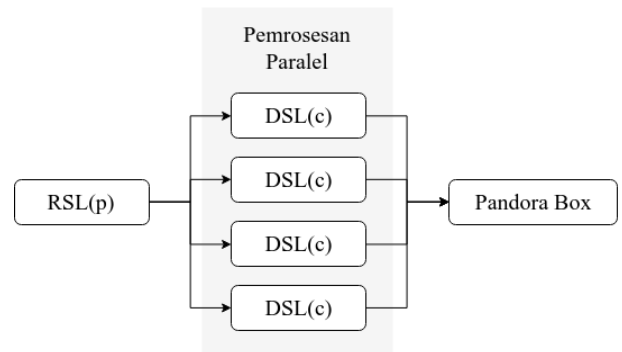 Pemrosesan
Paralel
DSL(c)
DSL(c)
RSL(p)
Pandora Box
DSL(c)
DSL(c)